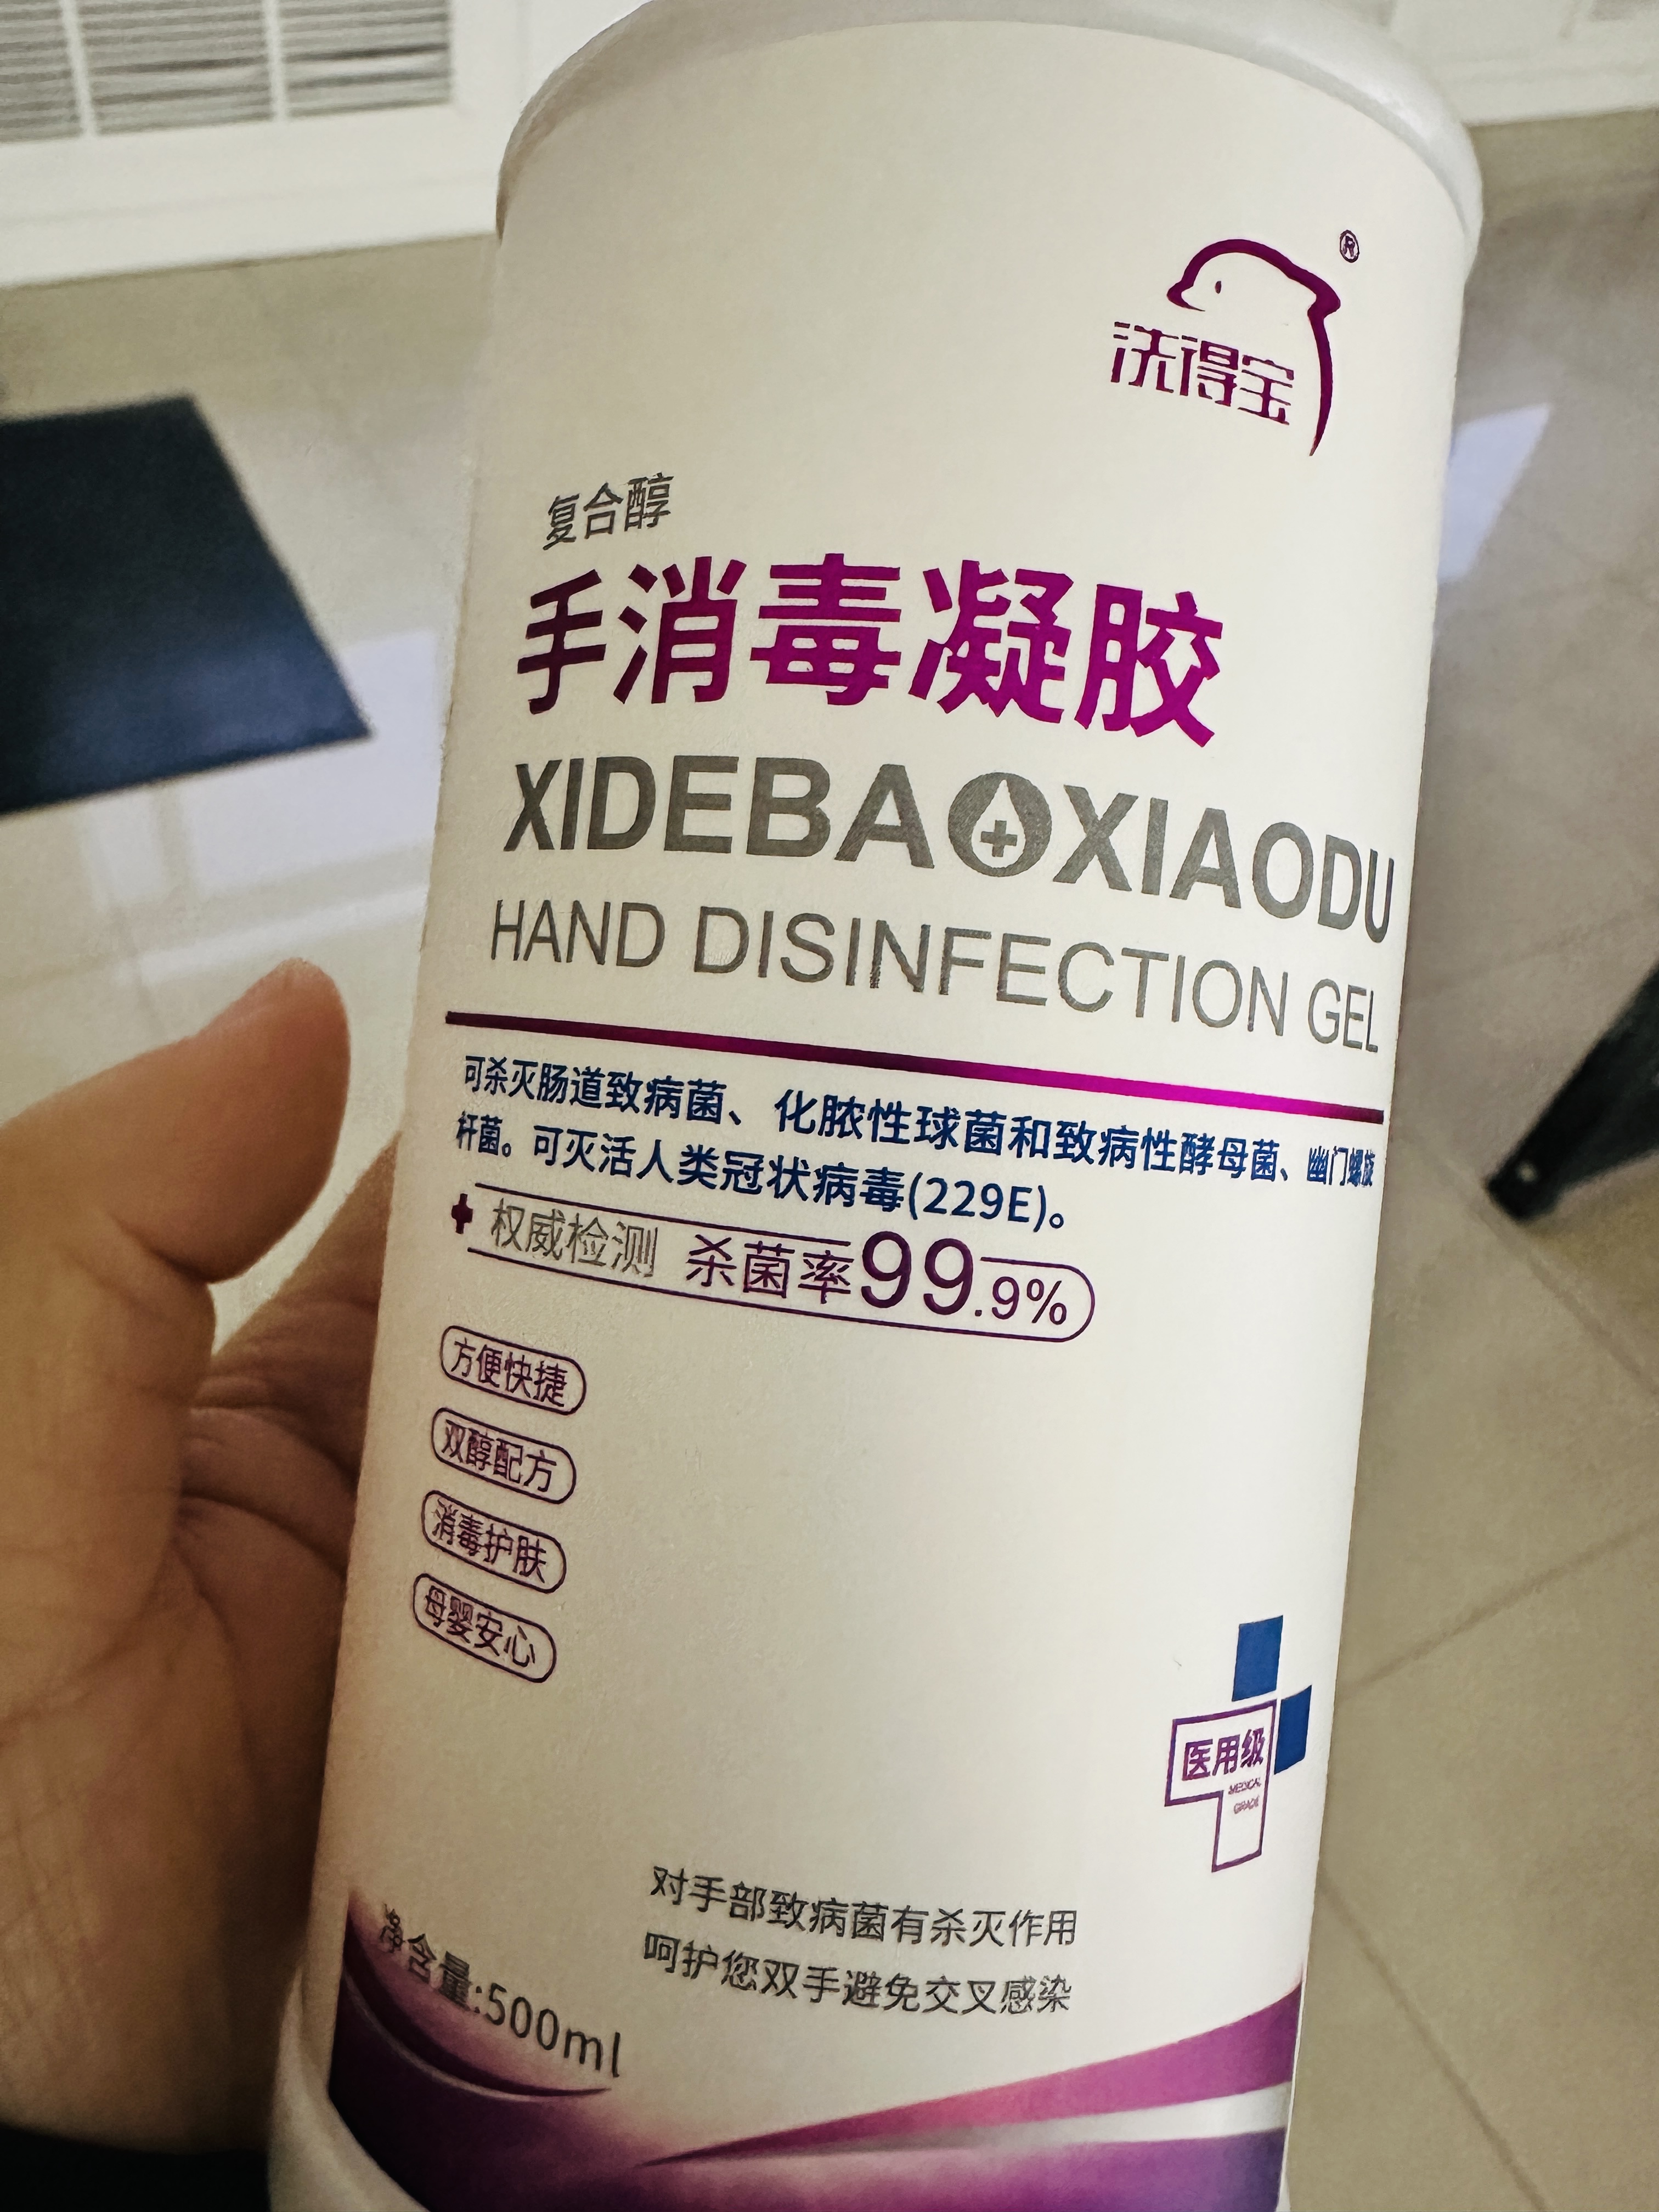 ®
洗得宝
复合醇
手消毒凝胶
XIDEBAOXIAODU
HAND DISINFECTION GEL
可杀灭肠道致病菌、化脓性球菌和致病性酵母菌、幽门螺旋
杆菌。可灭活人类冠状病毒(229E)。
权威检测 杀菌率99.9%
方便快捷
双醇配方
消毒护肤
母婴安心
医用级
MEDICAL
GRADE
对手部致病菌有杀灭作用
呵护您双手避免交叉感染
净含量:500ml